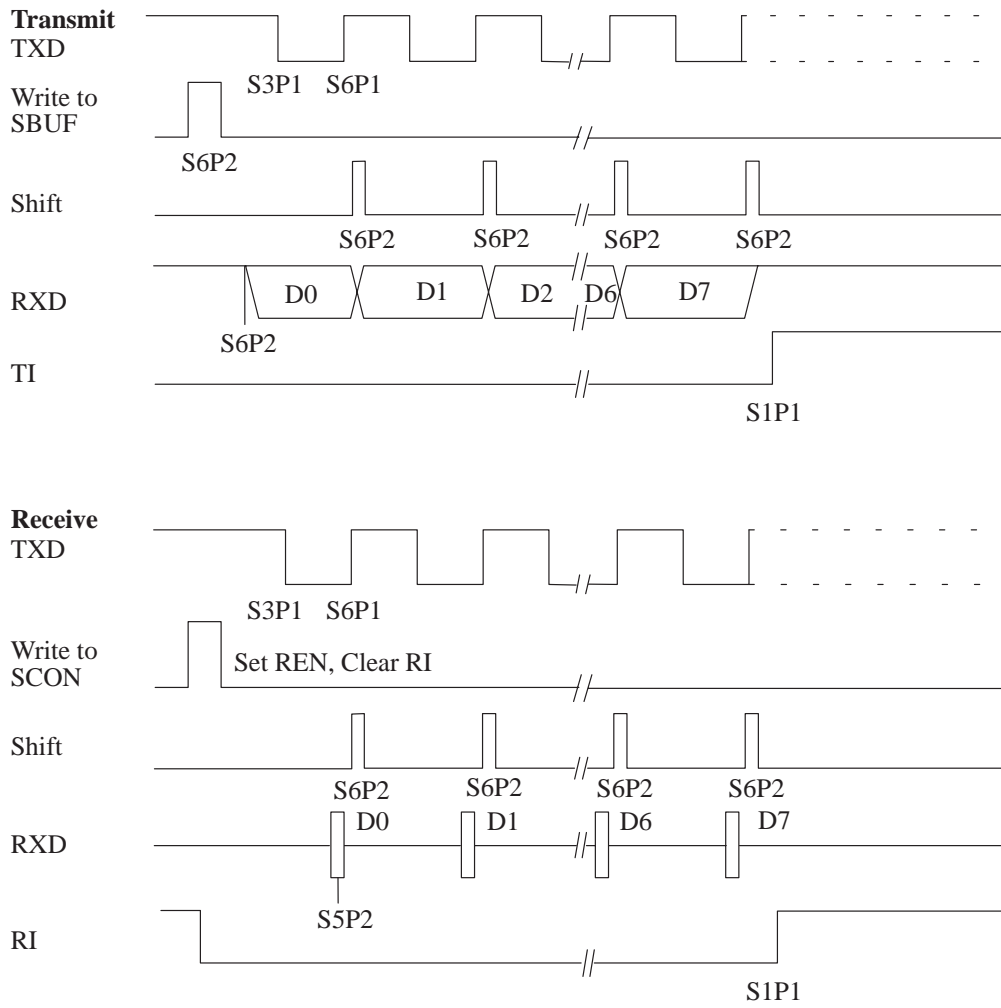 Transmit
TXD
S3P1 S6P1
Write to
SBUF
S6P2
Shift
S6P2 S6P2 S6P2 S6P2
RXD
D0 D1 D2 D6 D7
S6P2
TI
S1P1
Receive
TXD
S3P1 S6P1
Write to
SCON
Set REN, Clear RI
Shift
S6P2 S6P2 S6P2 S6P2
D0 D1 D6 D7
RXD
S5P2
RI
S1P1